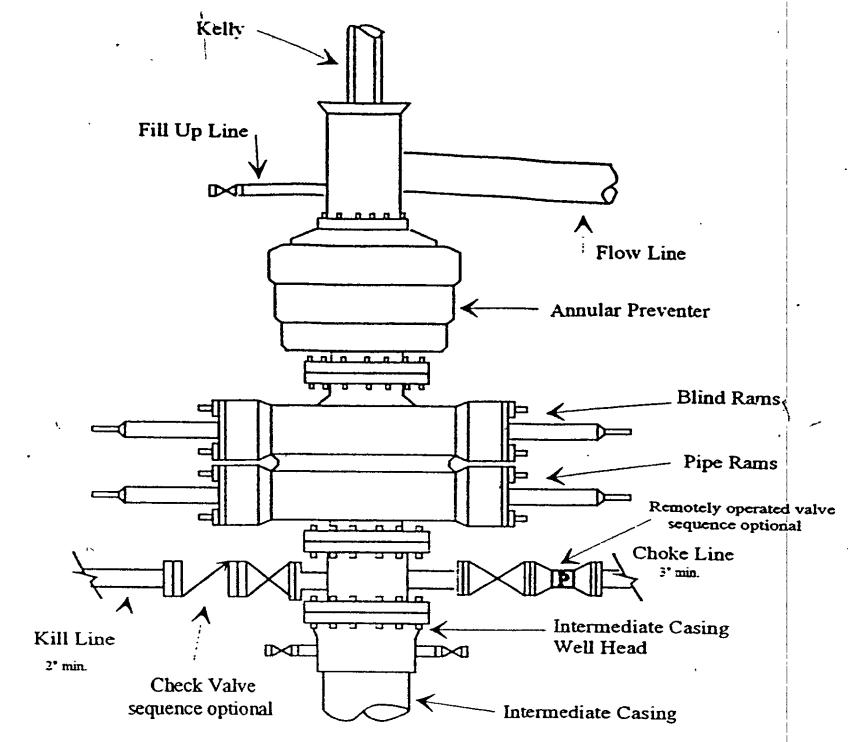 Kelly
Fill Up Line
Flow Line
Annular Preventer
Blind Rams
Pipe Rams
Remotely operated valve
sequence optional
Choke Line
3" min.
Kill Line
2" min.
Check Valve
sequence optional
Intermediate Casing
Well Head
Intermediate Casing